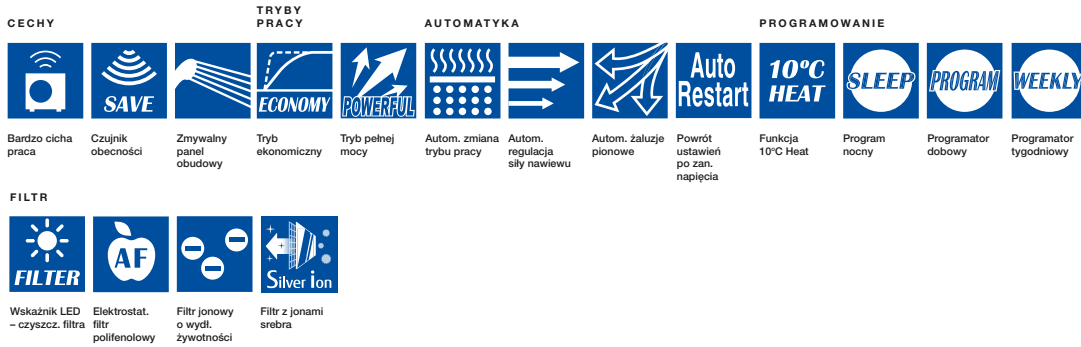 CECHY
TRYBY
PRACY
AUTOMATYKA
PROGRAMOWANIE
SAVE
ECONOMY
POWERFUL
Auto
Restart
10ºC
HEAT
SLEEP
PROGRAM
WEEKLY
Bardzo cicha
praca
Czujnik
obecności
Zmywalny
panel
obudowy
Tryb
ekonomiczny
Tryb pełnej
mocy
Autom. zmiana
trybu pracy
Autom.
regulacja
siły nawiewu
Autom. żaluzje
pionowe
Powrót
ustawień
po zan.
napięcia
Funkcja
10°C Heat
Program
nocny
Programator
dobowy
Programator
tygodniowy
FILTR
FILTER
AF
Silver ion
Wskaźnik LED
– czyszcz. filtra
Elektrostat.
filtr
polifenolowy
Filtr jonowy
o wydł.
żywotności
Filtr z jonami
srebra